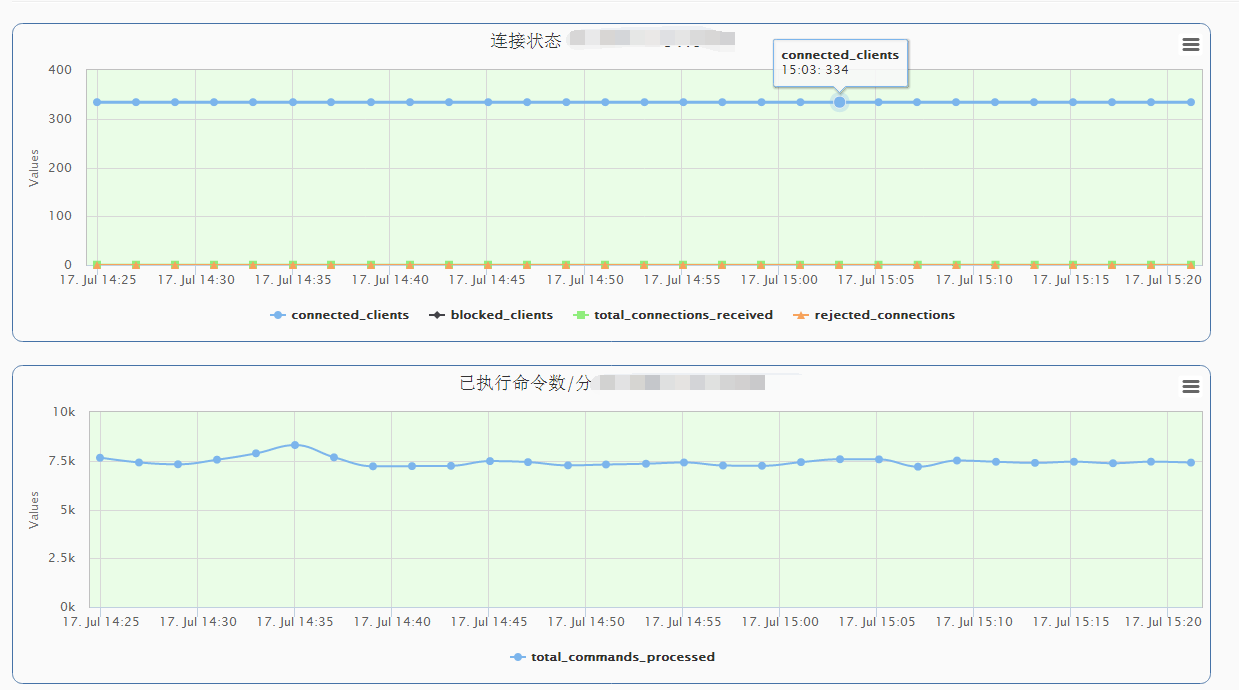 连接状态
connected_clients
15:03: 334
400
300
200
100
0
Values
17. Jul 14:25 17. Jul 14:30 17. Jul 14:35 17. Jul 14:40 17. Jul 14:45 17. Jul 14:50 17. Jul 14:55 17. Jul 15:00 17. Jul 15:05 17. Jul 15:10 17. Jul 15:15 17. Jul 15:20
connected_clients blocked_clients total_connections_received rejected_connections
已执行命令数/分
10k
7.5k
5k
2.5k
0k
Values
17. Jul 14:25 17. Jul 14:30 17. Jul 14:35 17. Jul 14:40 17. Jul 14:45 17. Jul 14:50 17. Jul 14:55 17. Jul 15:00 17. Jul 15:05 17. Jul 15:10 17. Jul 15:15 17. Jul 15:20
total_commands_processed